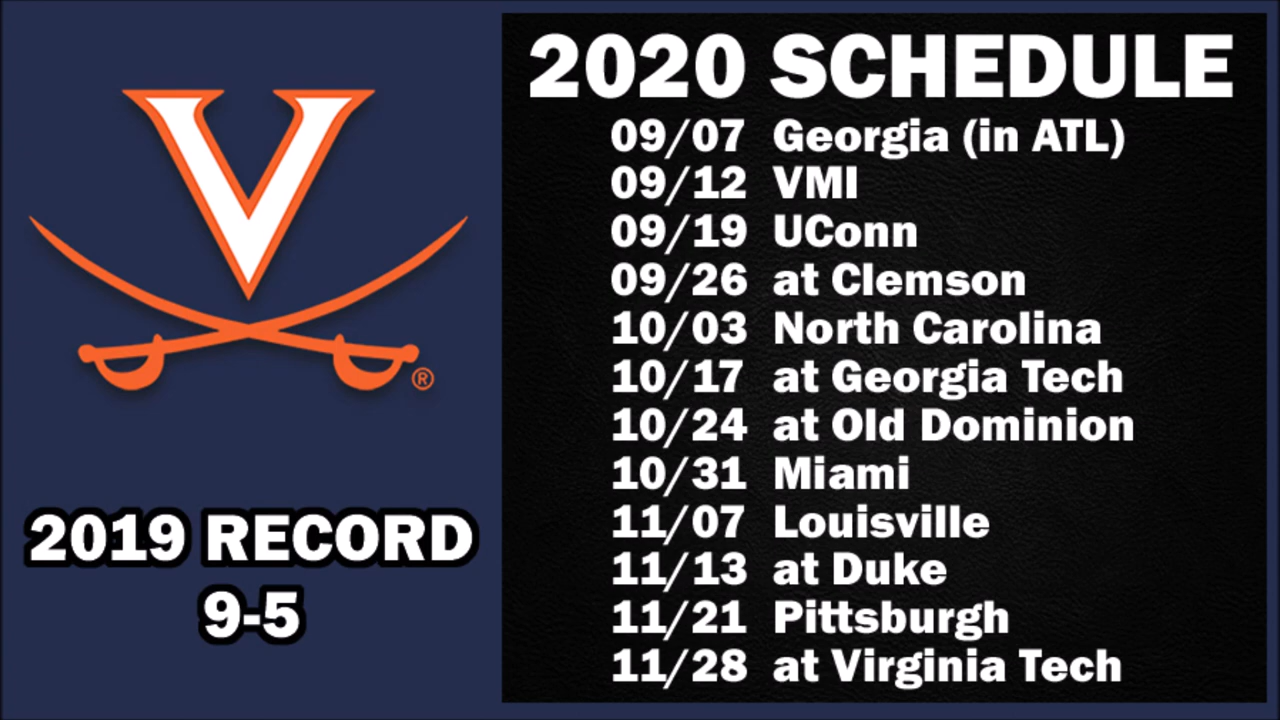 V
®
2019 RECORD
9-5
2020 SCHEDULE
09/07 Georgia (in ATL)
09/12 VMI
09/19 UConn
09/26 at Clemson
10/03 North Carolina
10/17 at Georgia Tech
10/24 at Old Dominion
10/31 Miami
11/07 Louisville
11/13 at Duke
11/21 Pittsburgh
11/28 at Virginia Tech